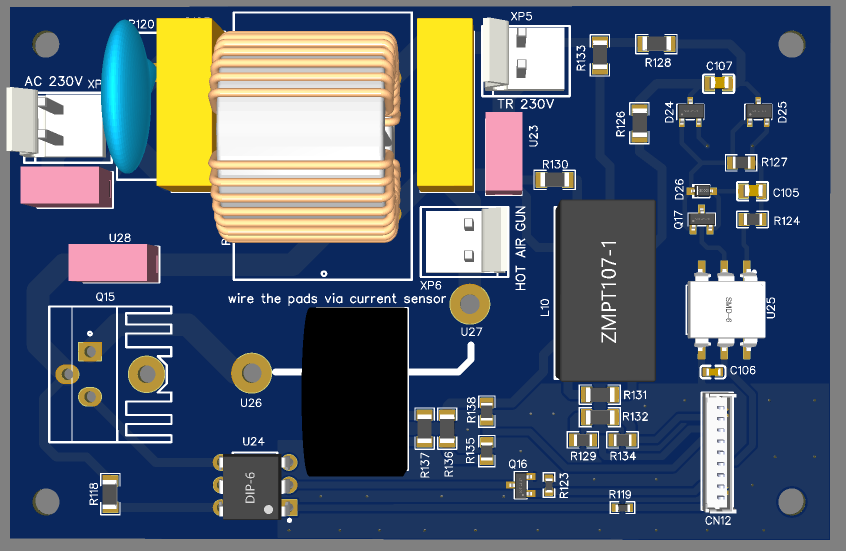 R120
XP5
R133
R128
AC 230V
XP
C107
TR 230V
D24
D25
R126
U23
R127
R130
D26
C105
Q17
R124
HOT AIR GUN
U28
XP6
ZMPT107-1
L10
SMD-6
U25
Q15
wire the pads via current sensor
U27
C106
U26
R131
R132
R138
R137
R136
R135
R129
R134
U24
DIP-6
Q16
R123
R118
R119
CN12